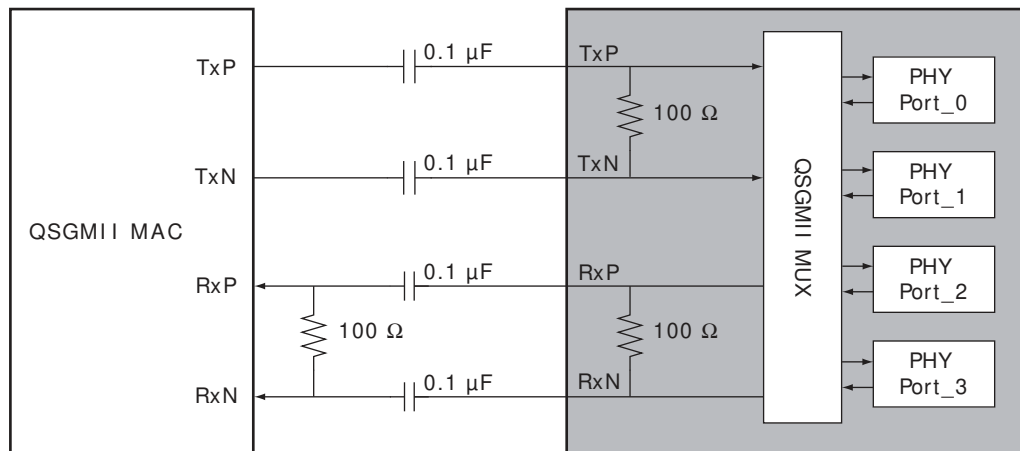 TxP
0.1 µF
TxP
100 Ω
TxN
0.1 µF
TxN
QSGMII MAC
RxP
0.1 µF
RxP
100 Ω
100 Ω
RxN
0.1 µF
RxN
QSGMII MUX
PHY
Port_0
PHY
Port_1
PHY
Port_2
PHY
Port_3